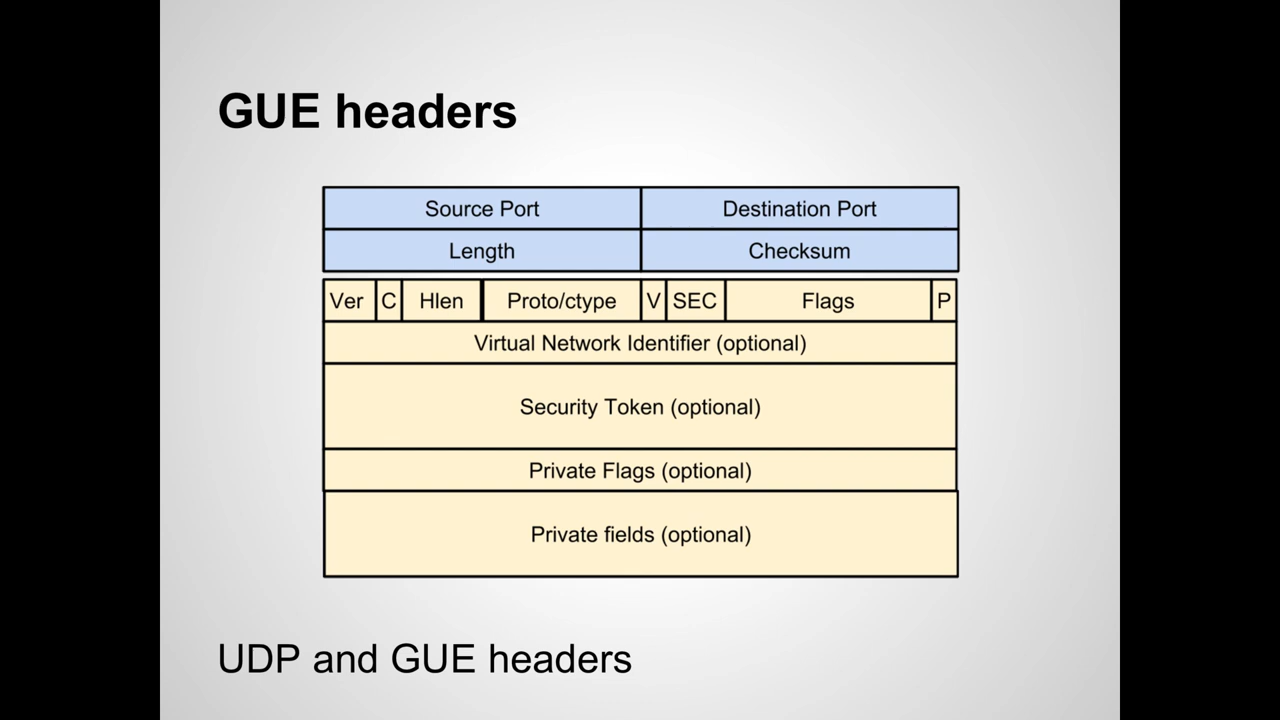 GUE headers
Source Port Destination Port
Length Checksum
Ver C Hlen Proto/ctype V SEC Flags P
Virtual Network Identifier (optional)
Security Token (optional)
Private Flags (optional)
Private fields (optional)
UDP and GUE headers